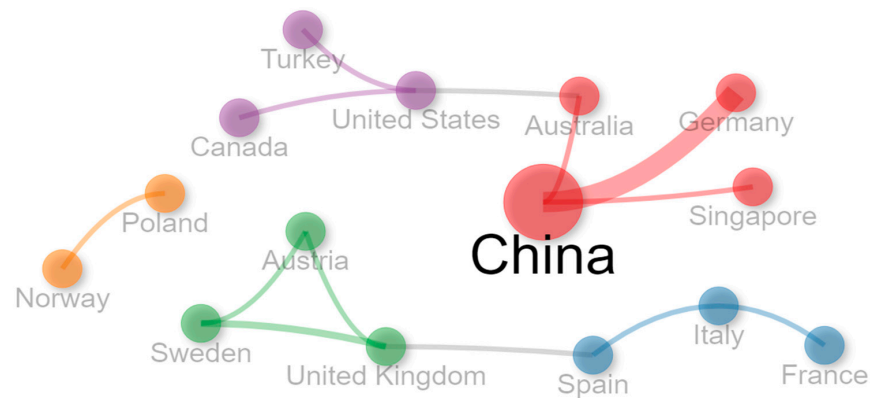 Turkey
United States
Australia
Germany
Canada
Poland
Singapore
Austria
China
Norway
Sweden
United Kingdom
Spain
Italy
France